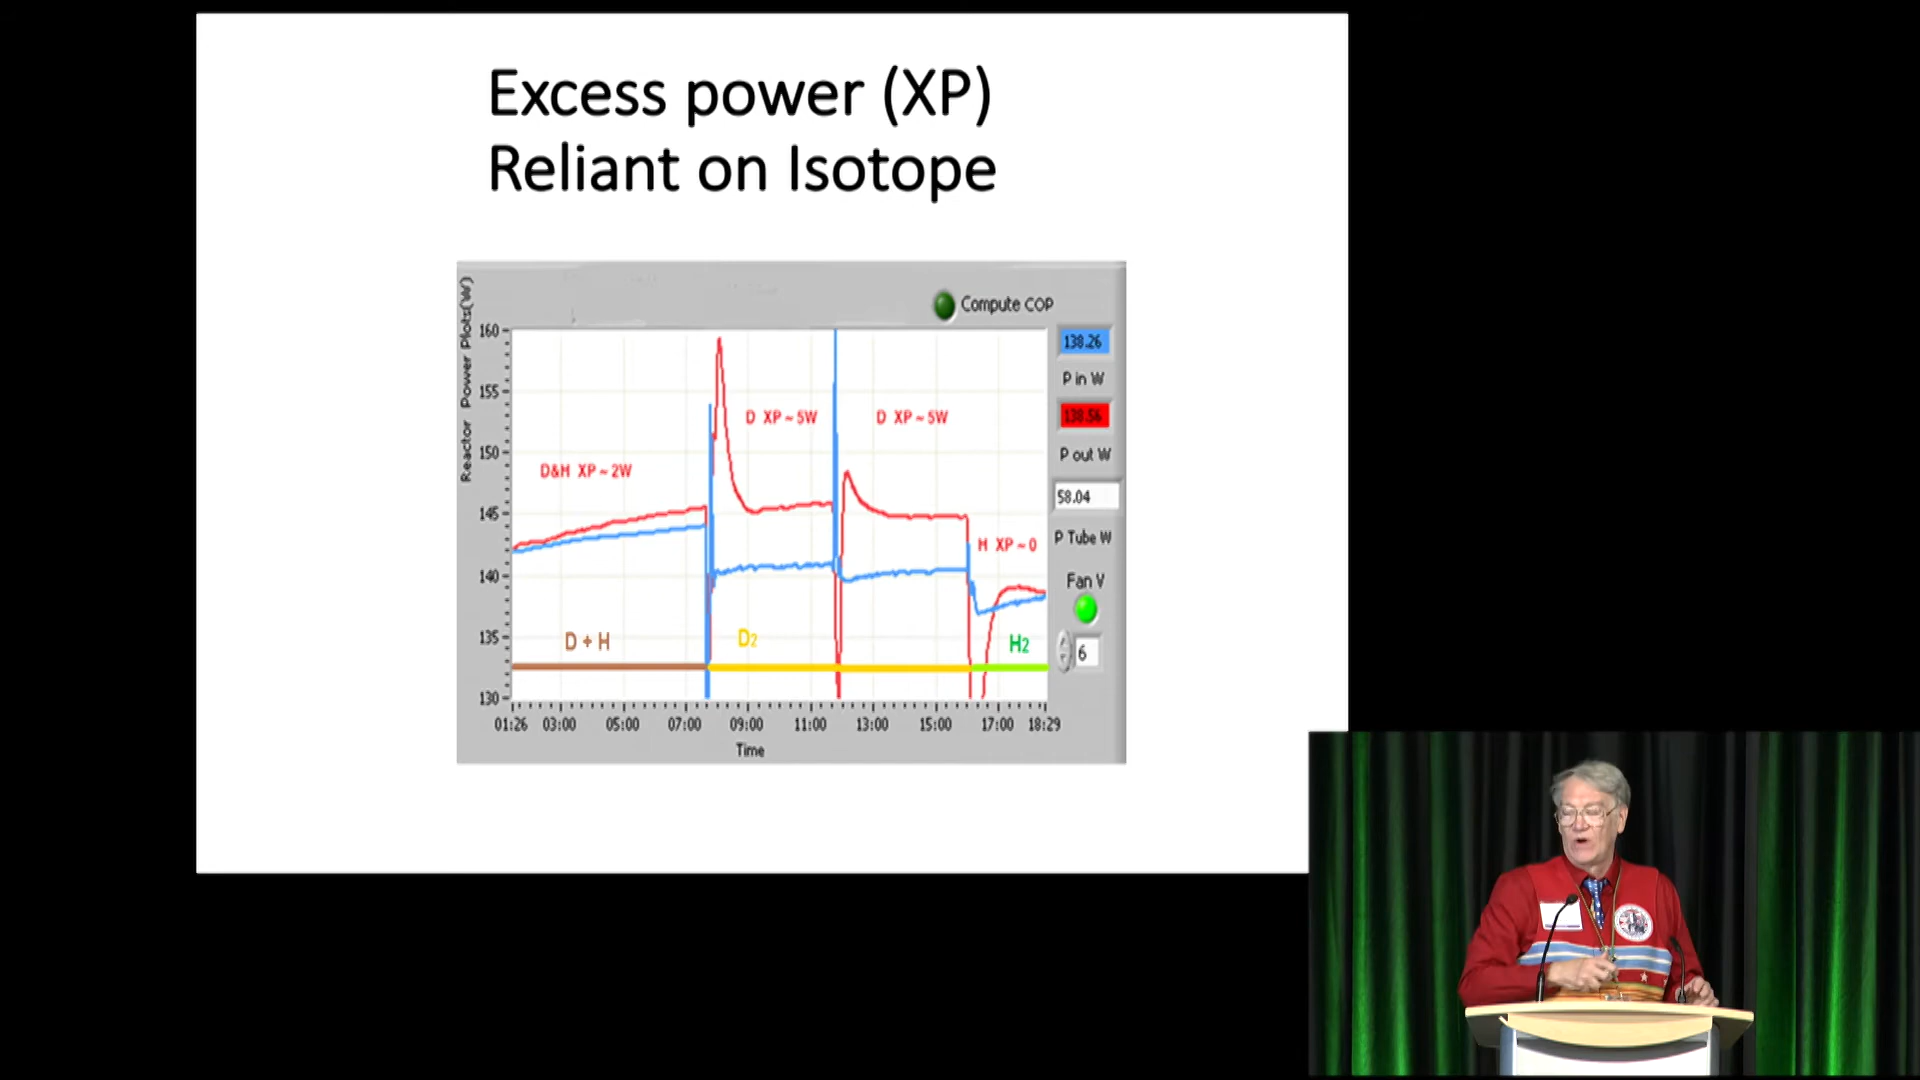 Excess power (XP)
Reliant on Isotope
Compute COP
Reactor Power Plots(W)
160
155
150
145
140
135
130
D&H XP ~ 2W
D XP ~ 5W
D XP ~ 5W
H XP ~ 0
D + H
D2
H2
01:26 03:00 05:00 07:00 09:00 11:00 13:00 15:00 17:00 18:29
Time
138.26
P in W
138.56
P out W
58.04
P Tube W
Fan V
6